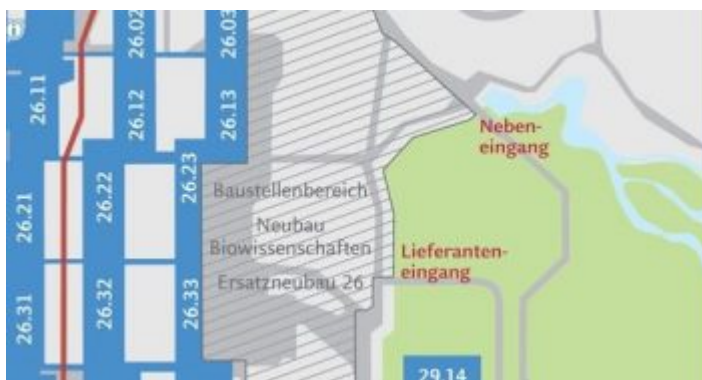 26.02
26.03
26.11
26.12
26.13
26.21
26.22
26.23
26.31
26.32
26.33
Neben-
eingang
Baustellenbereich
Neubau
Biowissenschaften
Ersatzneubau 26
Lieferanten-
eingang
29.14